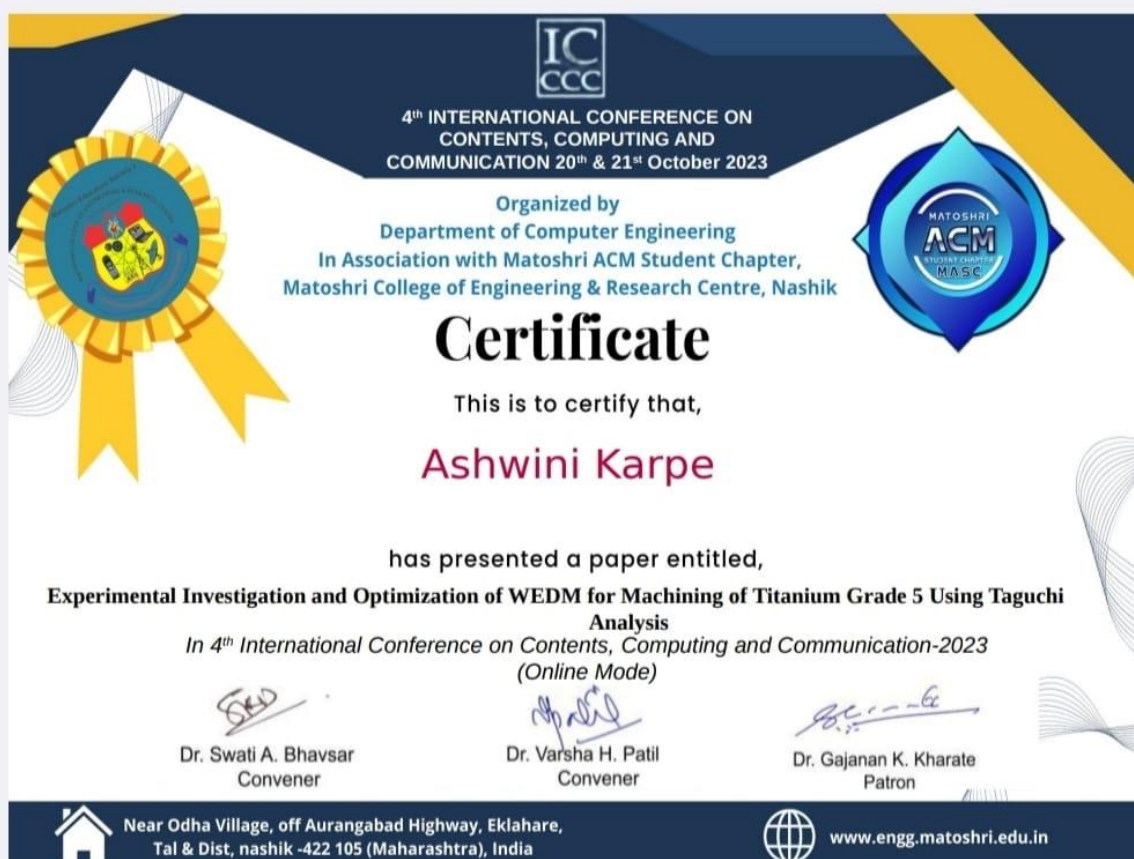 IC
CCC
4th INTERNATIONAL CONFERENCE ON
CONTENTS, COMPUTING AND
COMMUNICATION 20th & 21st October 2023
Organized by
Department of Computer Engineering
In Association with Matoshri ACM Student Chapter,
Matoshri College of Engineering & Research Centre, Nashik
MATOSHRI
ACM
STUDENT CHAPTER
MASC
Certificate
This is to certify that,
Ashwini Karpe
has presented a paper entitled,
Experimental Investigation and Optimization of WEDM for Machining of Titanium Grade 5 Using Taguchi
Analysis
In 4th International Conference on Contents, Computing and Communication-2023
(Online Mode)
Dr. Swati A. Bhavsar
Convener
Dr. Varsha H. Patil
Convener
Dr. Gajanan K. Kharate
Patron
Near Odha Village, off Aurangabad Highway, Eklahare,
Tal & Dist, nashik -422 105 (Maharashtra), India
www.engg.matoshri.edu.in